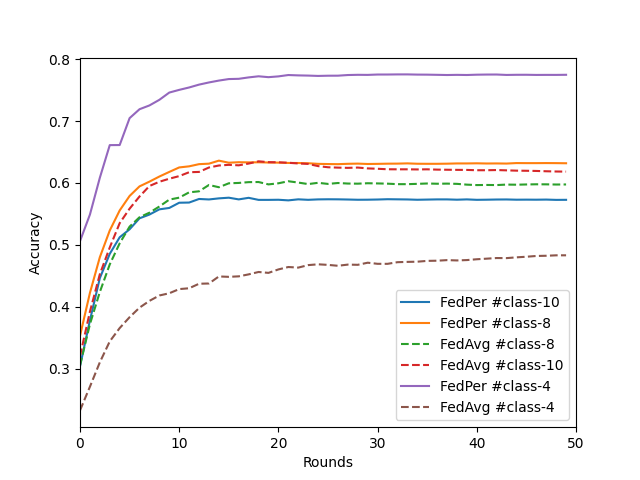 0.8
0.7
0.6
0.5
0.4
0.3
Accuracy
FedPer #class-10
FedPer #class-8
FedAvg #class-8
FedAvg #class-10
FedPer #class-4
FedAvg #class-4
0 10 20 30 40 50
Rounds